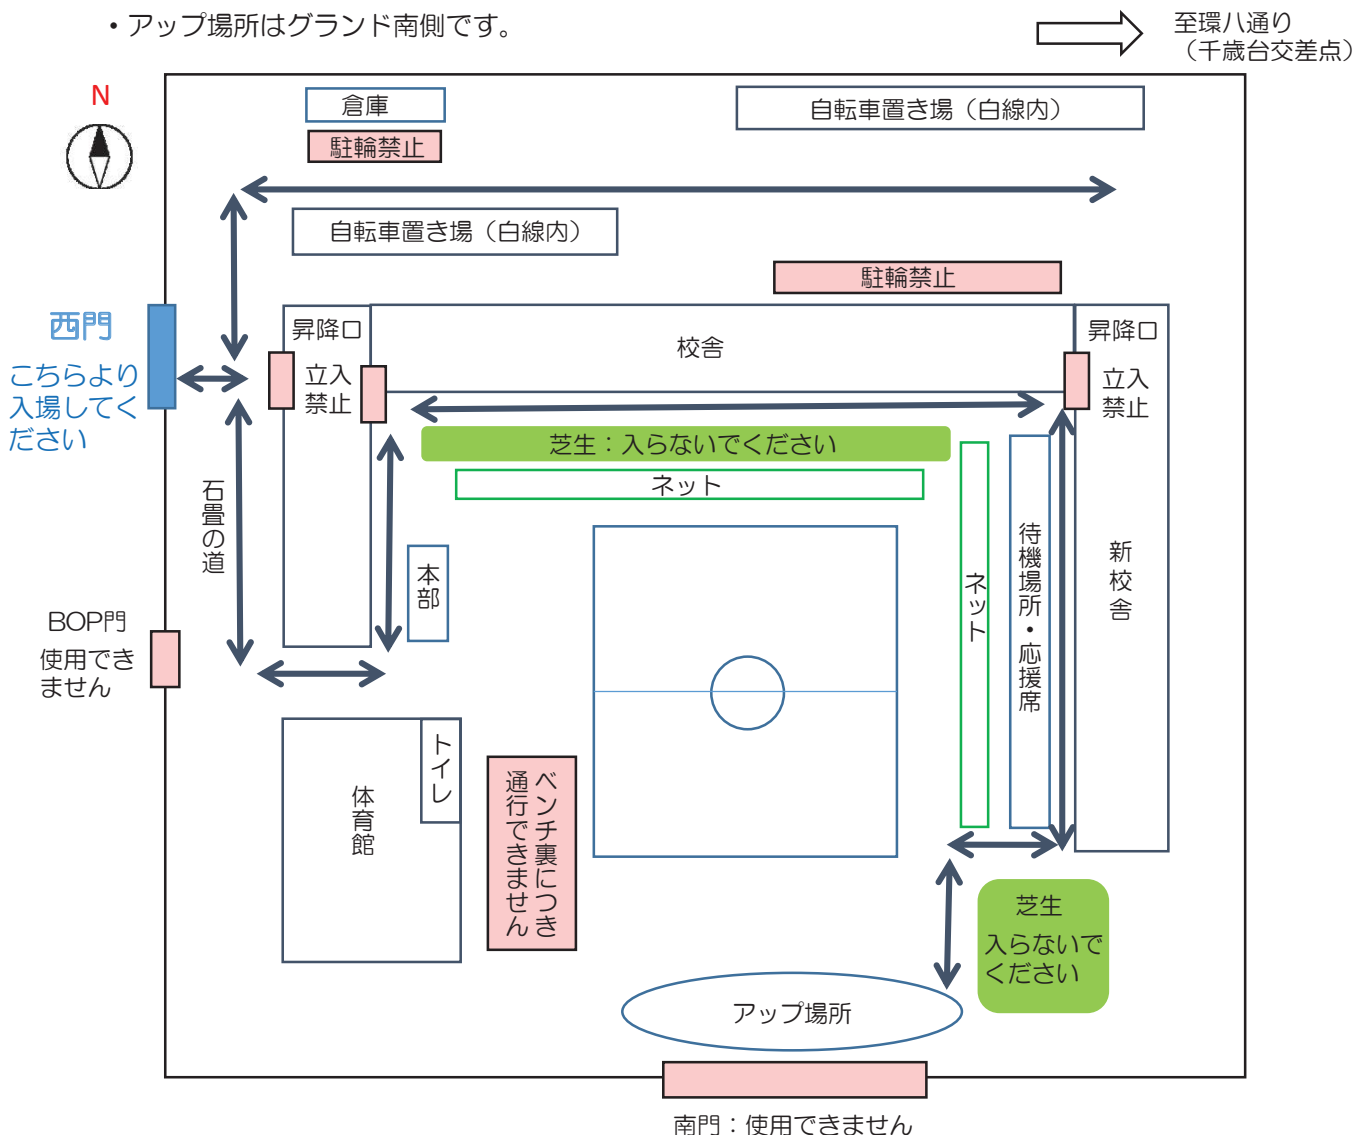 ・アップ場所はグランド南側です。
至環八通り
（千歳台交差点）
N
倉庫
自転車置き場（白線内）
駐輪禁止
自転車置き場（白線内）
駐輪禁止
西門
こちらより
入場してく
ださい
昇降口
立入
禁止
校舎
昇降口
立入
禁止
芝生：入らないでください
ネット
石畳の道
本部
ネット
待機場所・応援席
新校舎
BOP門
使用でき
ません
トイレ
体育館
ベンチ裏につき
通行できません
芝生
入らないで
ください
アップ場所
南門：使用できません